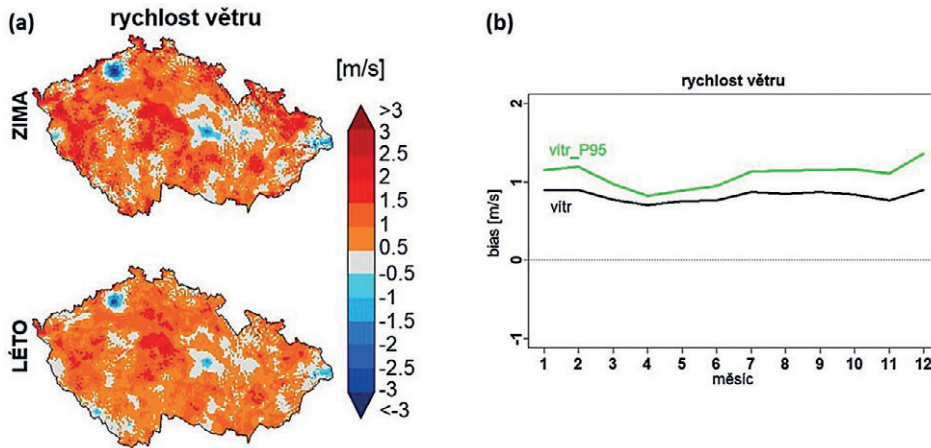 (a)
rychlost větru
ZIMA
LÉTO
[m/s]
>3
3
2.5
2
1.5
1
0.5
-0.5
-1
-1.5
-2
-2.5
-3
<-3
(b)
rychlost větru
bias [m/s]
2
1
0
-1
vítr_P95
vítr
1 2 3 4 5 6 7 8 9 10 11 12
měsíc